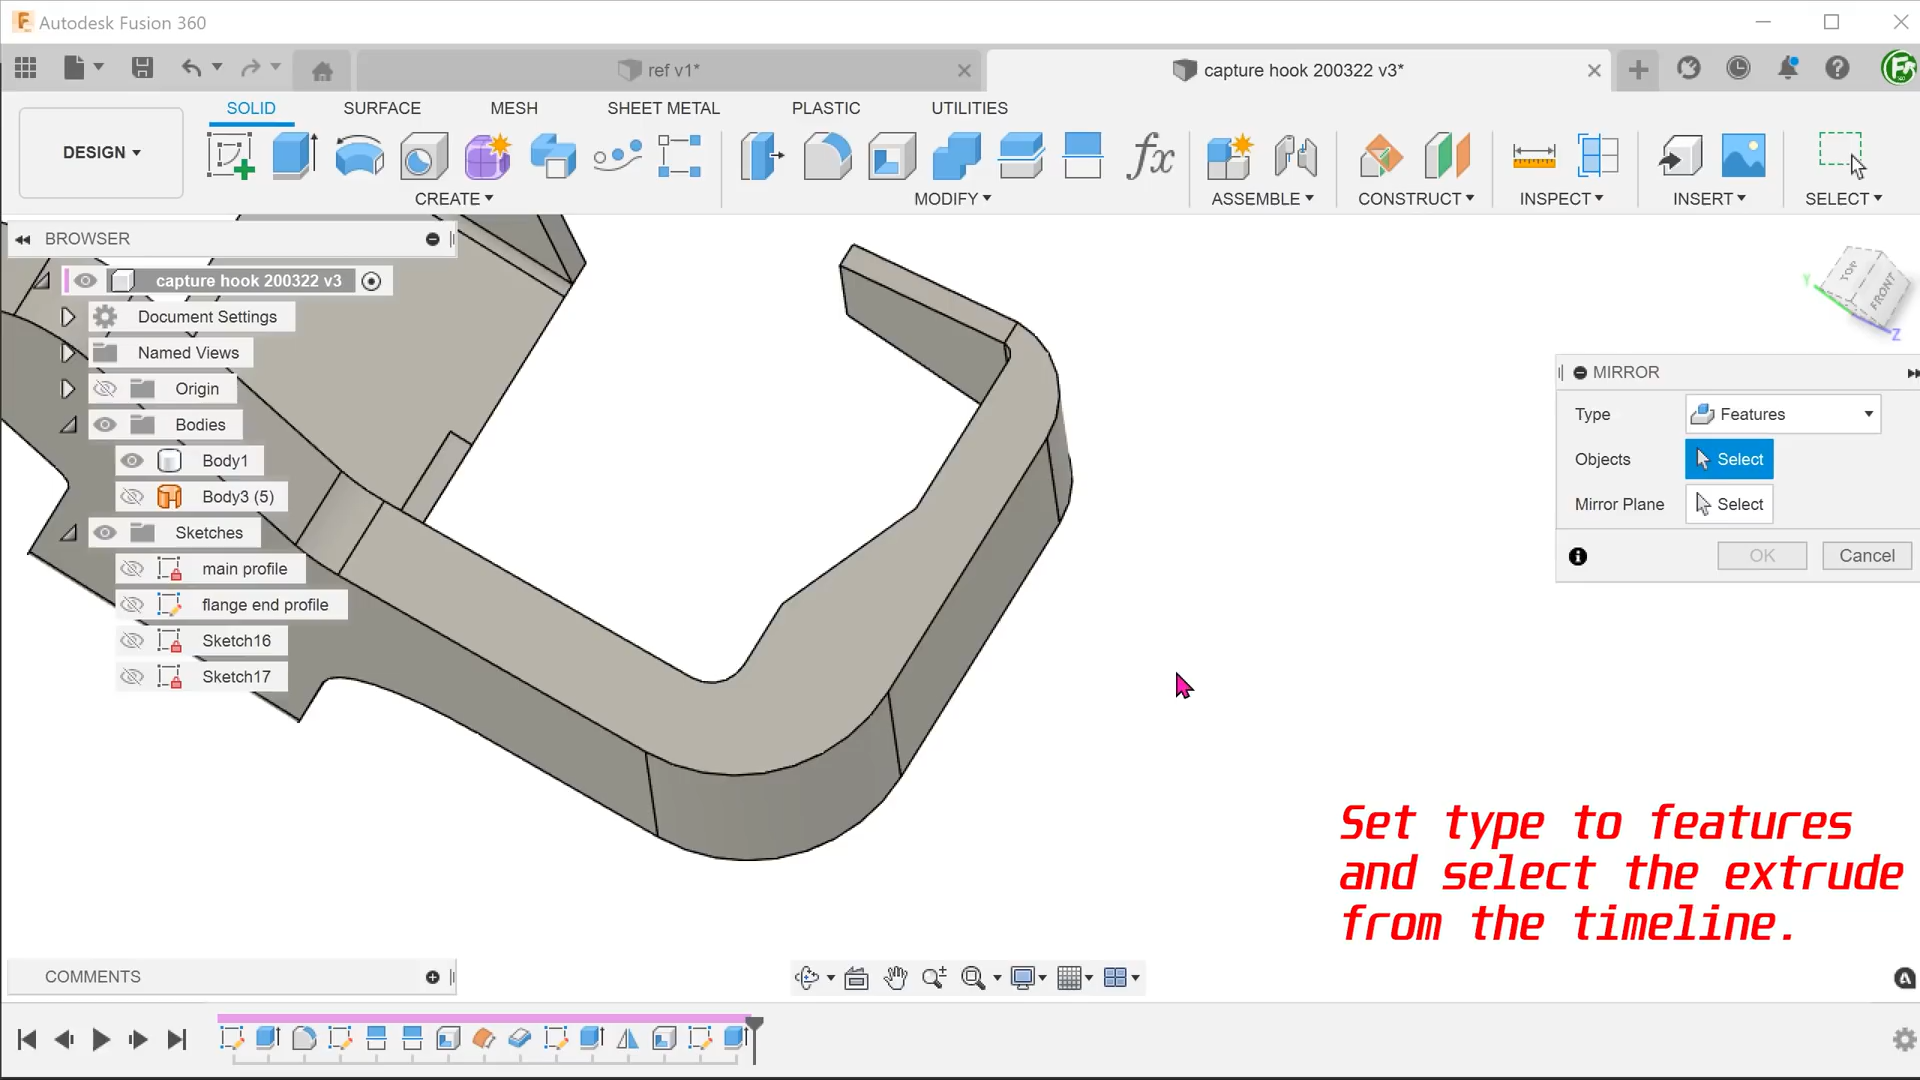 Autodesk Fusion 360
ref v1*
capture hook 200322 v3*
DESIGN
SOLID
SURFACE
MESH
SHEET METAL
PLASTIC
UTILITIES
CREATE
MODIFY
ASSEMBLE
CONSTRUCT
INSPECT
INSERT
SELECT
BROWSER
capture hook 200322 v3
Document Settings
Named Views
Origin
Bodies
Body1
Body3 (5)
Sketches
main profile
flange end profile
Sketch16
Sketch17
TOP
FRONT
Y
Z
MIRROR
Type
Features
Objects
Select
Mirror Plane
Select
OK
Cancel
Set type to features
and select the extrude
from the timeline.
COMMENTS